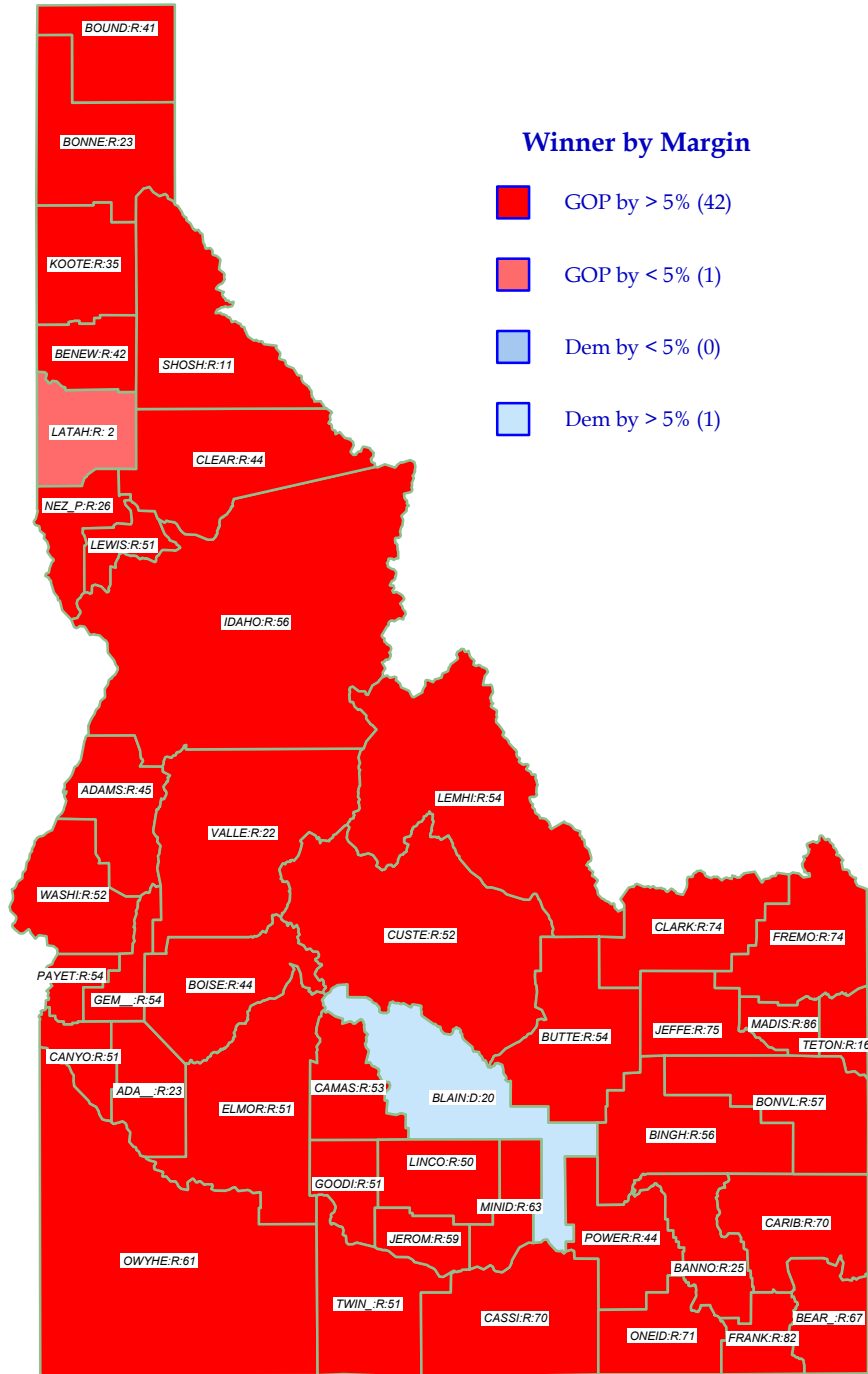 BOUND:R:41
BONNE:R:23
Winner by Margin
GOP by > 5% (42)
GOP by < 5% (1)
Dem by < 5% (0)
Dem by > 5% (1)
KOOTE:R:35
BENEW:R:42
SHOSH:R:11
LATAH:R: 2
CLEAR:R:44
NEZ_P:R:26
LEWIS:R:51
IDAHO:R:56
ADAMS:R:45
LEMHI:R:54
VALLE:R:22
WASHI:R:52
CUSTE:R:52
CLARK:R:74
FREMO:R:74
PAYET:R:54
BOISE:R:44
GEM__:R:54
MADIS:R:86
JEFFE:R:75
BUTTE:R:54
TETON:R:16
CANYO:R:51
ADA__:R:23
CAMAS:R:53
BLAIN:D:20
ELMOR:R:51
BONVL:R:57
BINGH:R:56
LINCO:R:50
GOODI:R:51
MINID:R:63
JEROM:R:59
POWER:R:44
CARIB:R:70
OWYHE:R:61
BANNO:R:25
TWIN_:R:51
CASSI:R:70
BEAR_:R:67
ONEID:R:71
FRANK:R:82